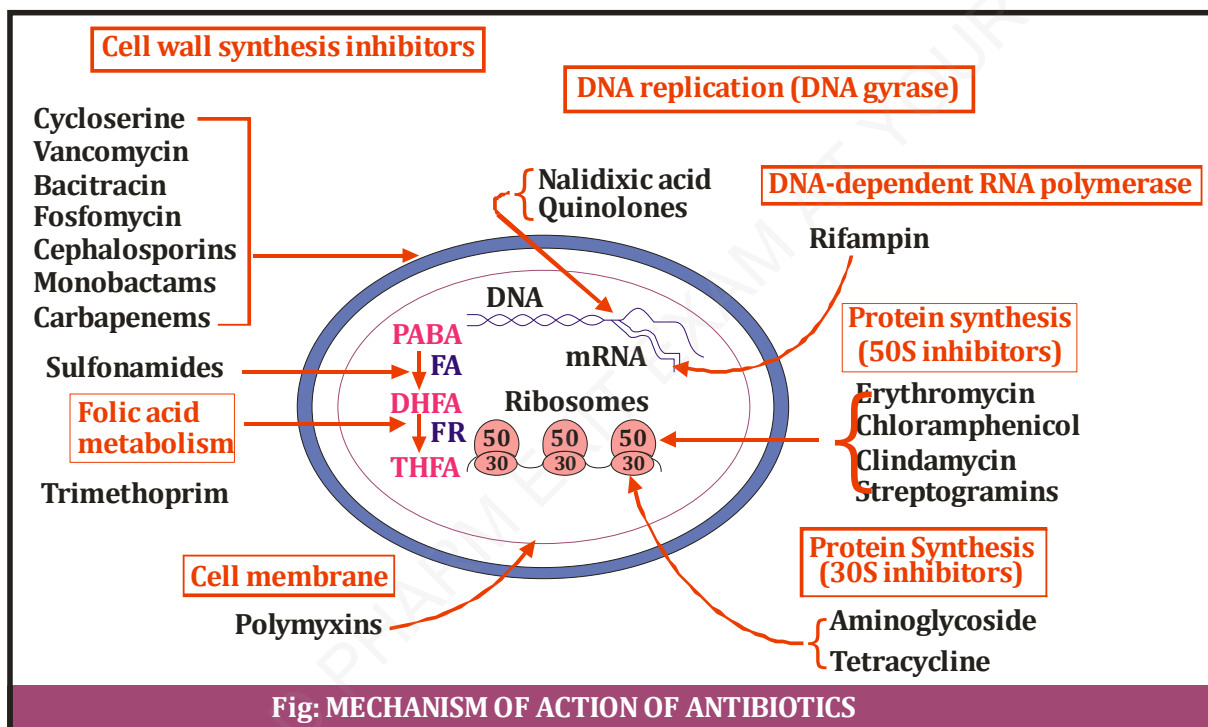 Cell wall synthesis inhibitors
DNA replication (DNA gyrase)
Cycloserine
Vancomycin
Bacitracin
Fosfomycin
Cephalosporins
Monobactams
Carbapenems
Nalidixic acid
Quinolones
DNA-dependent RNA polymerase
Rifampin
DNA
mRNA
PABA
FA
DHFA
FR
THFA
Sulfonamides
Folic acid
metabolism
Trimethoprim
Ribosomes
50 50 50
30 30 30
Protein synthesis
(50S inhibitors)
Erythromycin
Chloramphenicol
Clindamycin
Streptogramins
Protein Synthesis
(30S inhibitors)
Aminoglycoside
Tetracycline
Cell membrane
Polymyxins
Fig: MECHANISM OF ACTION OF ANTIBIOTICS